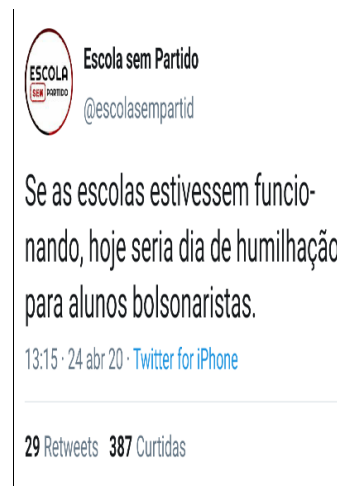 ESCOLA
SEM PARTIDO
Escola sem Partido
@escolasempartid
Se as escolas estivessem funcio-
nando, hoje seria dia de humilhação
para alunos bolsonaristas.
13:15 · 24 abr 20 · Twitter for iPhone
29 Retweets 387 Curtidas